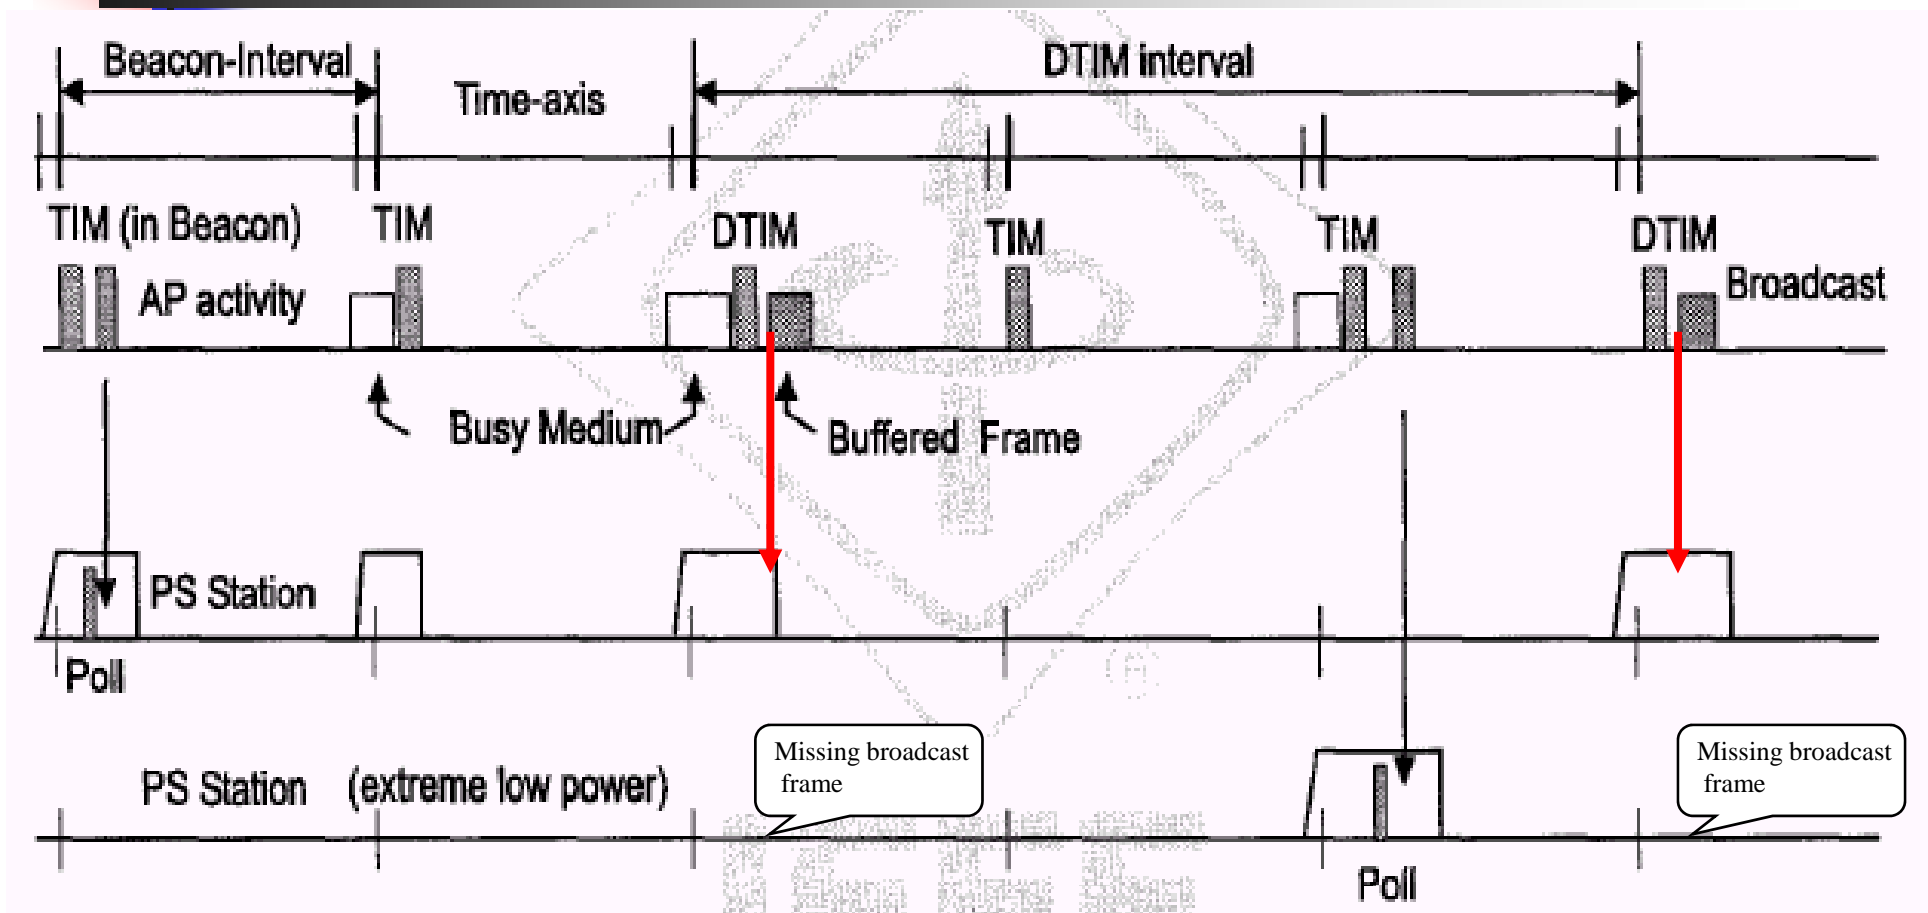 Beacon-Interval
DTIM interval
Time-axis
TIM (in Beacon)
TIM
DTIM
TIM
TIM
DTIM
AP activity
Broadcast
Busy Medium
Buffered Frame
PS Station
Poll
Missing broadcast
frame
Missing broadcast
frame
PS Station (extreme low power)
Poll
IEEE